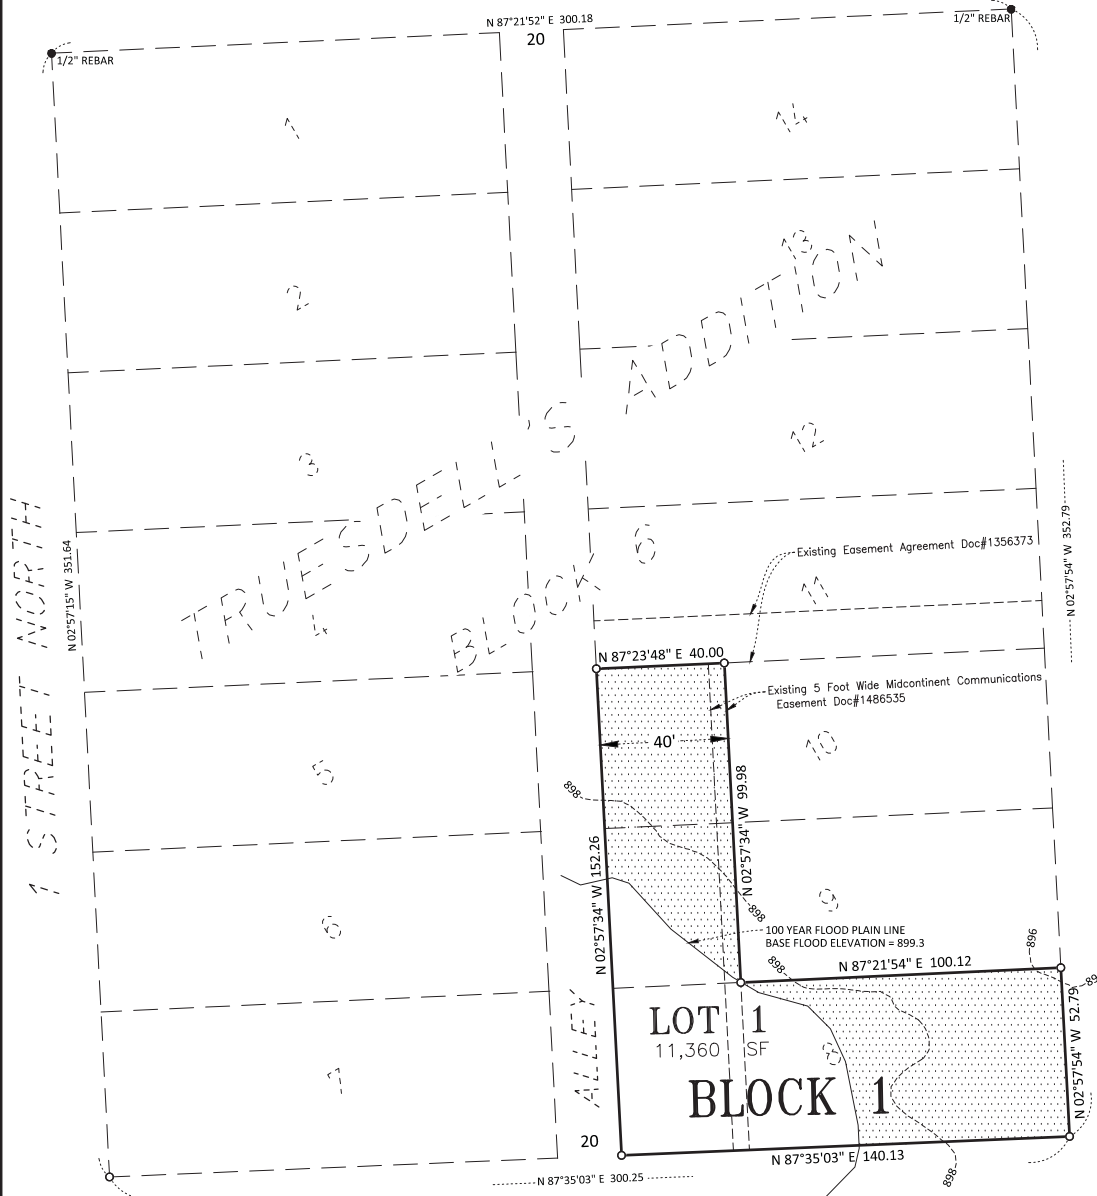 N 87°21'52" E 300.18
20
1/2" REBAR
1/2" REBAR
1
14
2
13
TRUESDELL'S ADDITION
3
12
BLOCK 6
1 STREET NORTH
N 02°57'15" W 351.64
N 02°57'54" W 352.79
Existing Easement Agreement Doc#1356373
11
4
N 87°23'48" E 40.00
Existing 5 Foot Wide Midcontinent Communications
Easement Doc#1486535
40'
10
5
898
N 02°57'34" W 99.98
N 02°57'34" W 152.26
9
6
898
100 YEAR FLOOD PLAIN LINE
BASE FLOOD ELEVATION = 899.3
896
898
N 87°21'54" E 100.12
89
ALLEY
LOT 1
11,360 SF
8
N 02°57'54" W 52.79
7
BLOCK 1
20
N 87°35'03" E 140.13
N 87°35'03" E 300.25
898